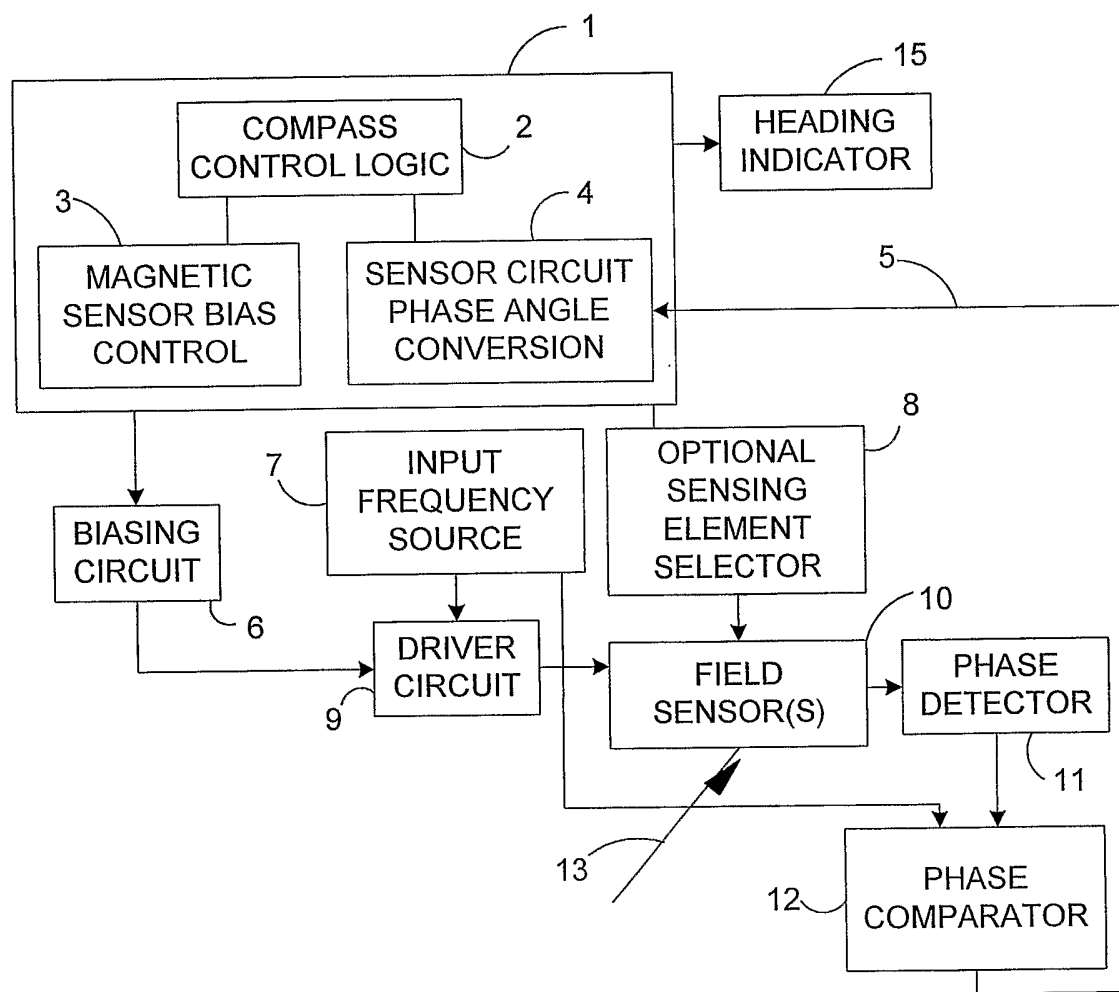 1
15
COMPASS
CONTROL LOGIC
2
HEADING
INDICATOR
3
4
MAGNETIC
SENSOR BIAS
CONTROL
SENSOR CIRCUIT
PHASE ANGLE
CONVERSION
5
8
7
INPUT
FREQUENCY
SOURCE
OPTIONAL
SENSING
ELEMENT
SELECTOR
BIASING
CIRCUIT
6
10
DRIVER
CIRCUIT
9
FIELD
SENSOR(S)
PHASE
DETECTOR
11
13
12
PHASE
COMPARATOR